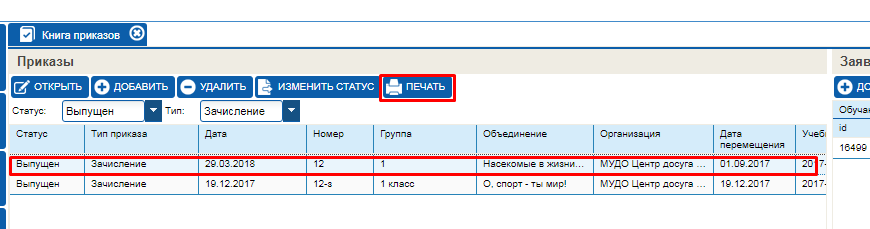 Книга приказов
Приказы
Заяв
ОТКРЫТЬ ДОБАВИТЬ УДАЛИТЬ ИЗМЕНИТЬ СТАТУС ПЕЧАТЬ
ДО
Статус: Выпущен Тип: Зачисление
Обучан
Статус Тип приказа Дата Номер Группа Объединение Организация Дата перемещения Учебн
id
Выпущен Зачисление 29.03.2018 12 1 Насекомые в жизни... МУДО Центр досуга ... 01.09.2017 2017-
16499
Выпущен Зачисление 19.12.2017 12-s 1 класс О, спорт - ты мир! МУДО Центр досуга ... 19.12.2017 2017-